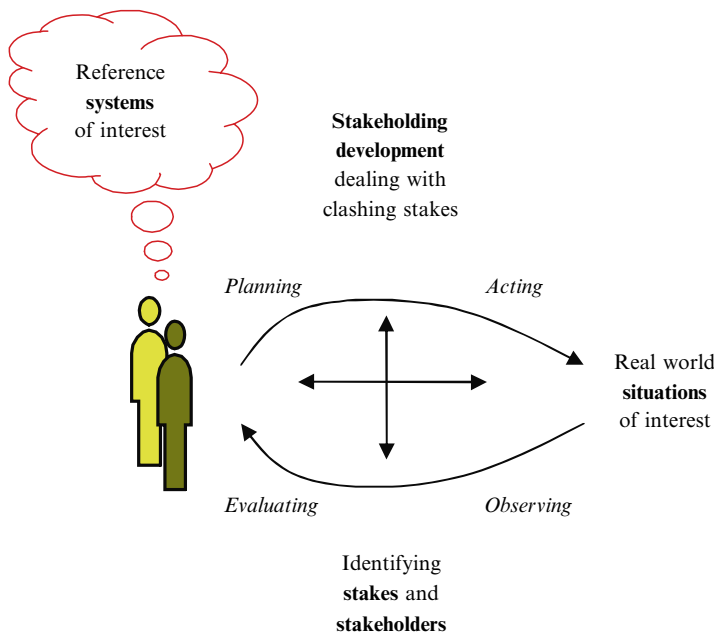 Reference
systems
of interest
Stakeholding
development
dealing with
clashing stakes
Planning
Acting
Real world
situations
of interest
Evaluating
Observing
Identifying
stakes and
stakeholders